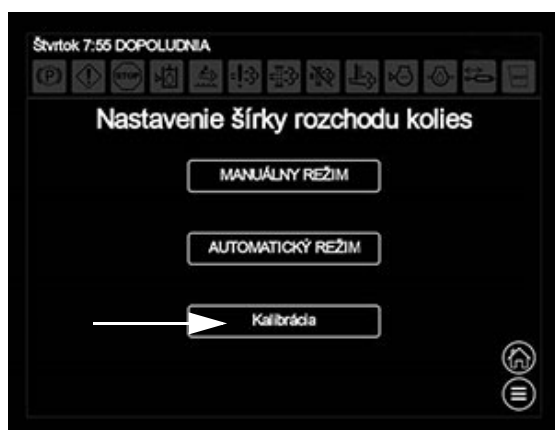 Štvrtok 7:55 DOPOLUDNIA
(P) STOP
Nastavenie šírky rozchodu kolies
MANUÁLNY REŽIM
AUTOMATICKÝ REŽIM
Kalibrácia